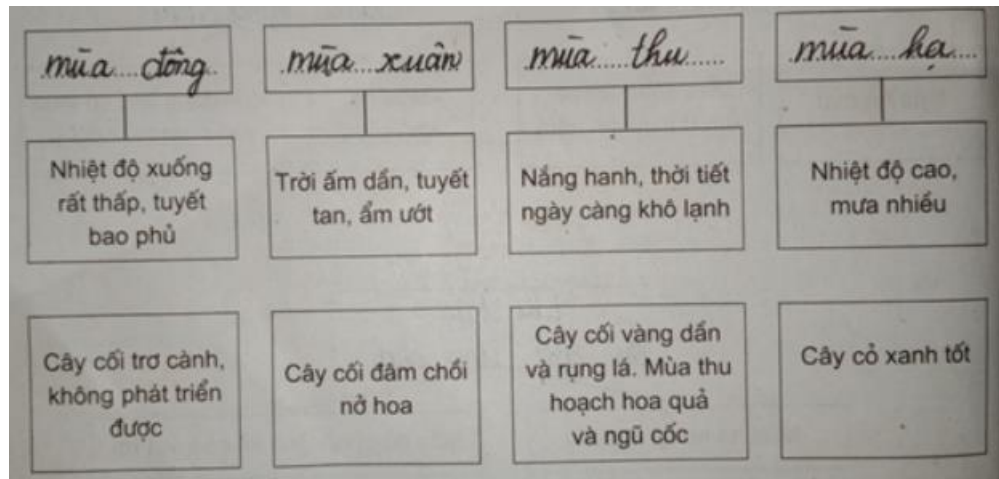 mùa....đông..
..mùa....xuân
..mùa.....thu......
..mùa....hạ....
Nhiệt độ xuống
rất thấp, tuyết
bao phủ
Trời ấm dần, tuyết
tan, ẩm ướt
Nắng hanh, thời tiết
ngày càng khô lạnh
Nhiệt độ cao,
mưa nhiều
Cây cối trơ cành,
không phát triển
được
Cây cối đâm chồi
nở hoa
Cây cối vàng dần
và rụng lá. Mùa thu
hoạch hoa quả
và ngũ cốc
Cây cỏ xanh tốt